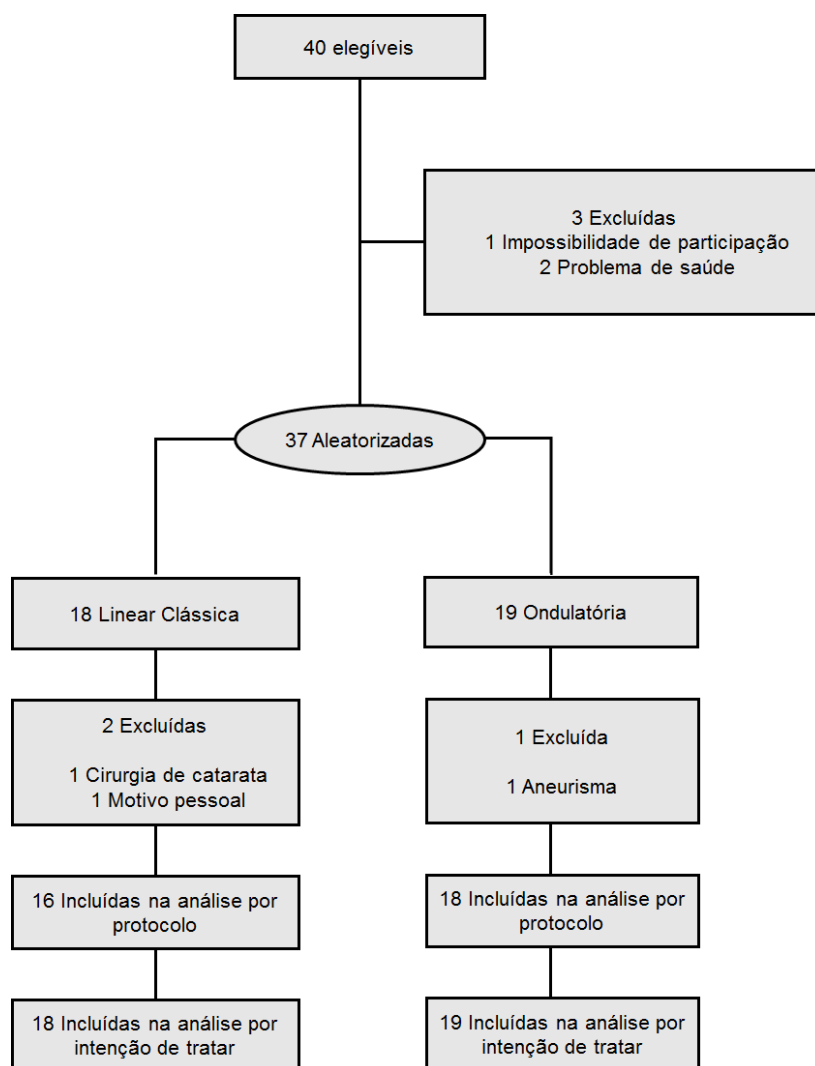 40 elegíveis
3 Excluídas
1 Impossibilidade de participação
2 Problema de saúde
37 Aleatorizadas
18 Linear Clássica
19 Ondulatória
2 Excluídas
1 Cirurgia de catarata
1 Motivo pessoal
1 Excluída
1 Aneurisma
16 Incluídas na análise por
protocolo
18 Incluídas na análise por
protocolo
18 Incluídas na análise por
intenção de tratar
19 Incluídas na análise por
intenção de tratar